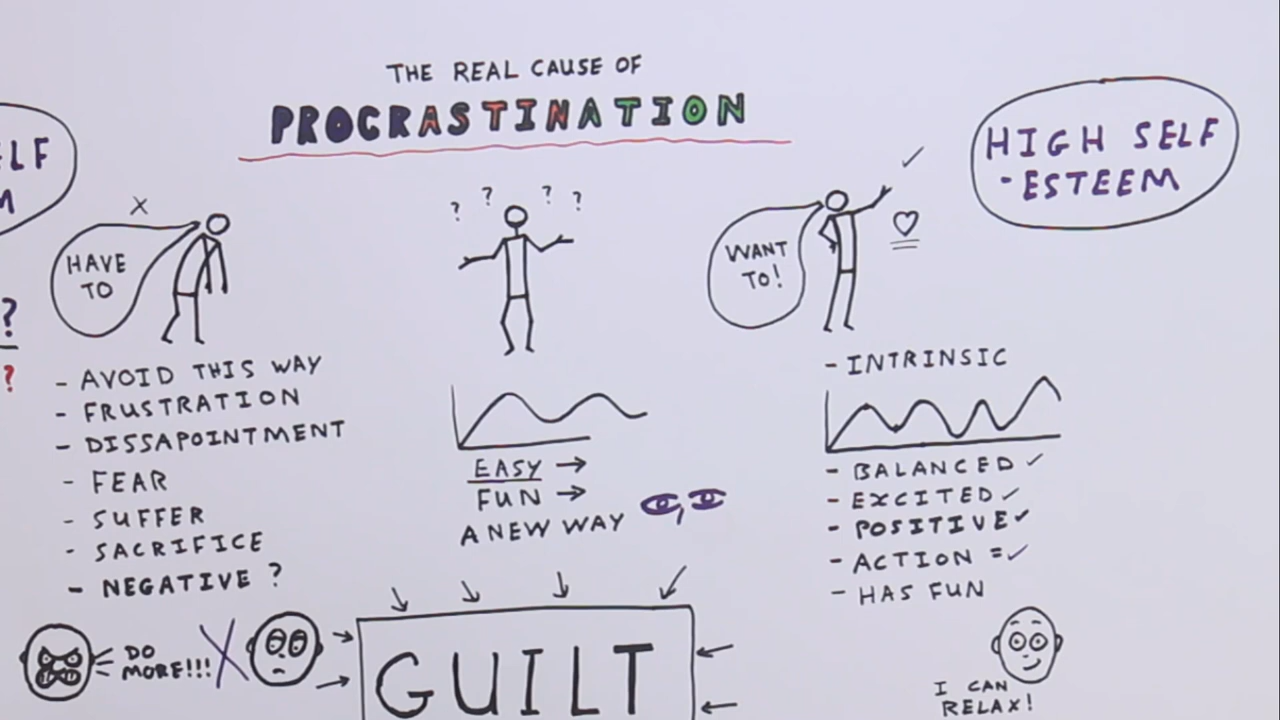 THE REAL CAUSE OF
PROCRASTINATION
HIGH SELF
-ESTEEM
ELF
M
X
HAVE
TO
? ? ? ?
WANT
TO!
?
?
- AVOID THIS WAY
- FRUSTRATION
- DISSAPOINTMENT
- FEAR
- SUFFER
- SACRIFICE
- NEGATIVE ?
DO
MORE!!!
X
EASY →
FUN →
A NEW WAY
GUILT
- INTRINSIC
- BALANCED ✓
- EXCITED ✓
- POSITIVE ✓
- ACTION = ✓
- HAS FUN
I CAN
RELAX!